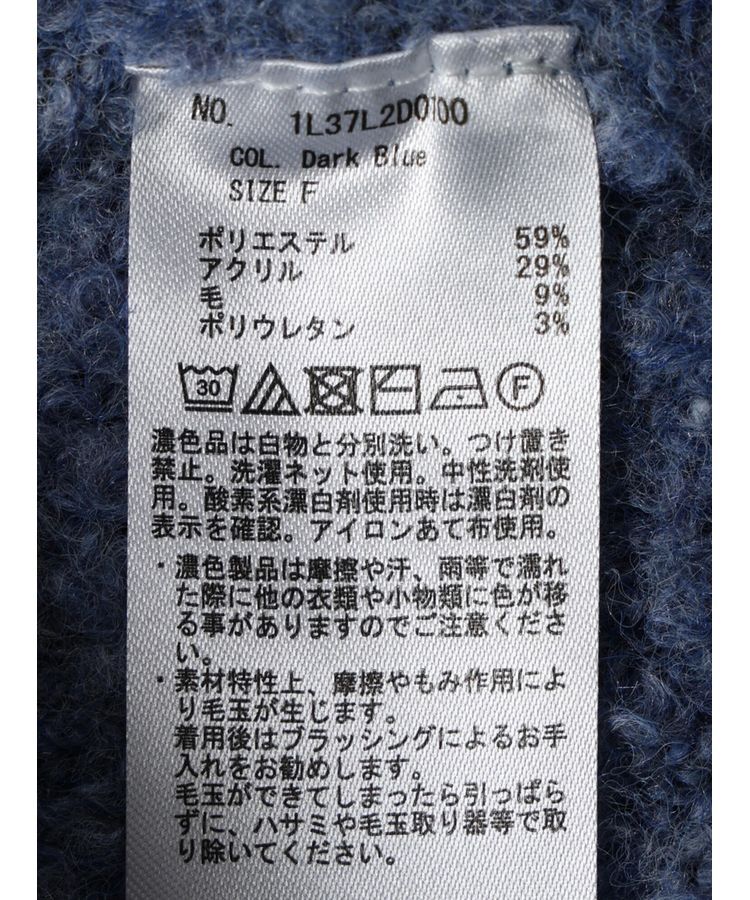 NO. 1L37L2D0100
COL. Dark Blue
SIZE F
ポリエステル 59%
アクリル 29%
毛 9%
ポリウレタン 3%
30 F
濃色品は白物と分別洗い。つけ置き
禁止。洗濯ネット使用。中性洗剤使
用。酸素系漂白剤使用時は漂白剤の
表示を確認。アイロンあて布使用。
・濃色製品は摩擦や汗、雨等で濡れ
た際に他の衣類や小物類に色が移
る事がありますのでご注意くださ
い。
・素材特性上、摩擦やもみ作用によ
り毛玉が生じます。
着用後はブラッシングによるお手
入れをお勧めします。
毛玉ができてしまったら引っぱら
ずに、ハサミや毛玉取り器等で取
り除いてください。